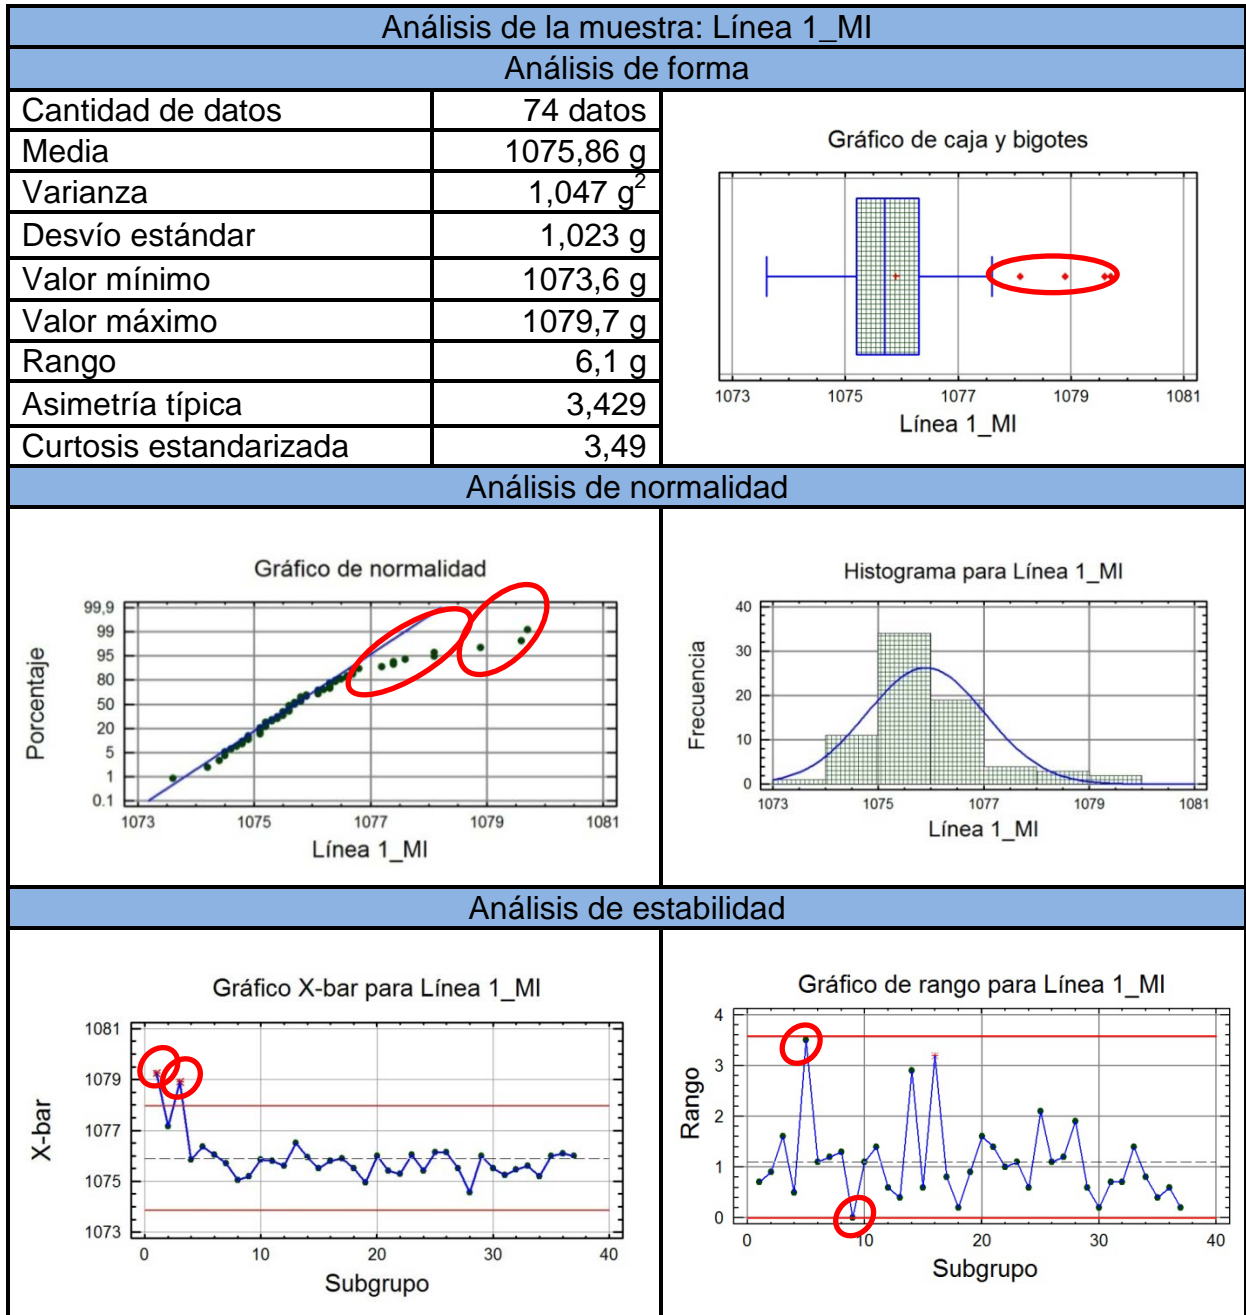 Análisis de la muestra: Línea 1_MI
Análisis de forma
Cantidad de datos 74 datos
Media 1075,86 g
Varianza 1,047 g²
Desvío estándar 1,023 g
Valor mínimo 1073,6 g
Valor máximo 1079,7 g
Rango 6,1 g
Asimetría típica 3,429
Curtosis estandarizada 3,49
Gráfico de caja y bigotes
1073 1075 1077 1079 1081
Línea 1_MI
Análisis de normalidad
Gráfico de normalidad
Porcentaje
99,9
99
95
80
50
20
5
1
0.1
1073 1075 1077 1079 1081
Línea 1_MI
Histograma para Línea 1_MI
Frecuencia
40
30
20
10
0
1073 1075 1077 1079 1081
Línea 1_MI
Análisis de estabilidad
Gráfico X-bar para Línea 1_MI
X-bar
1081
1079
1077
1075
1073
0 10 20 30 40
Subgrupo
Gráfico de rango para Línea 1_MI
Rango
4
3
2
1
0
0 10 20 30 40
Subgrupo